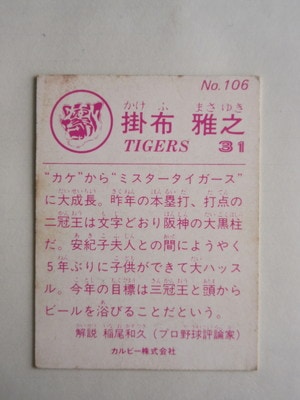 No. 106
かけ ふ まさゆき
掛布 雅之
TIGERS 31
“カケ”から“ミスタータイガース”
に大成長。昨年の本塁打、打点の
二冠王は文字どおり阪神の大黒柱
だ。安紀子夫人との間にようやく
5年ぶりに子供ができて大ハッス
ル。今年の目標は三冠王と頭から
ビールを浴びることだという。
解説 稲尾和久(プロ野球評論家)
カルビー株式会社